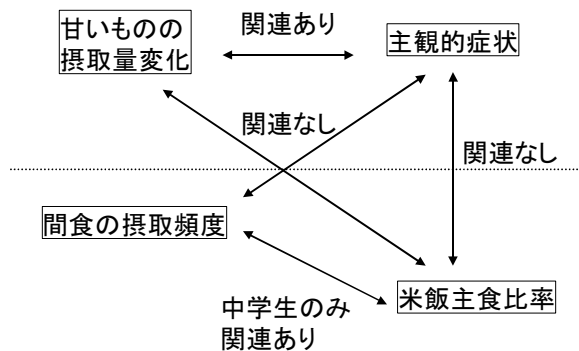 甘いものの
摂取量変化
関連あり
主観的症状
関連なし
関連なし
間食の摂取頻度
米飯主食比率
中学生のみ
関連あり